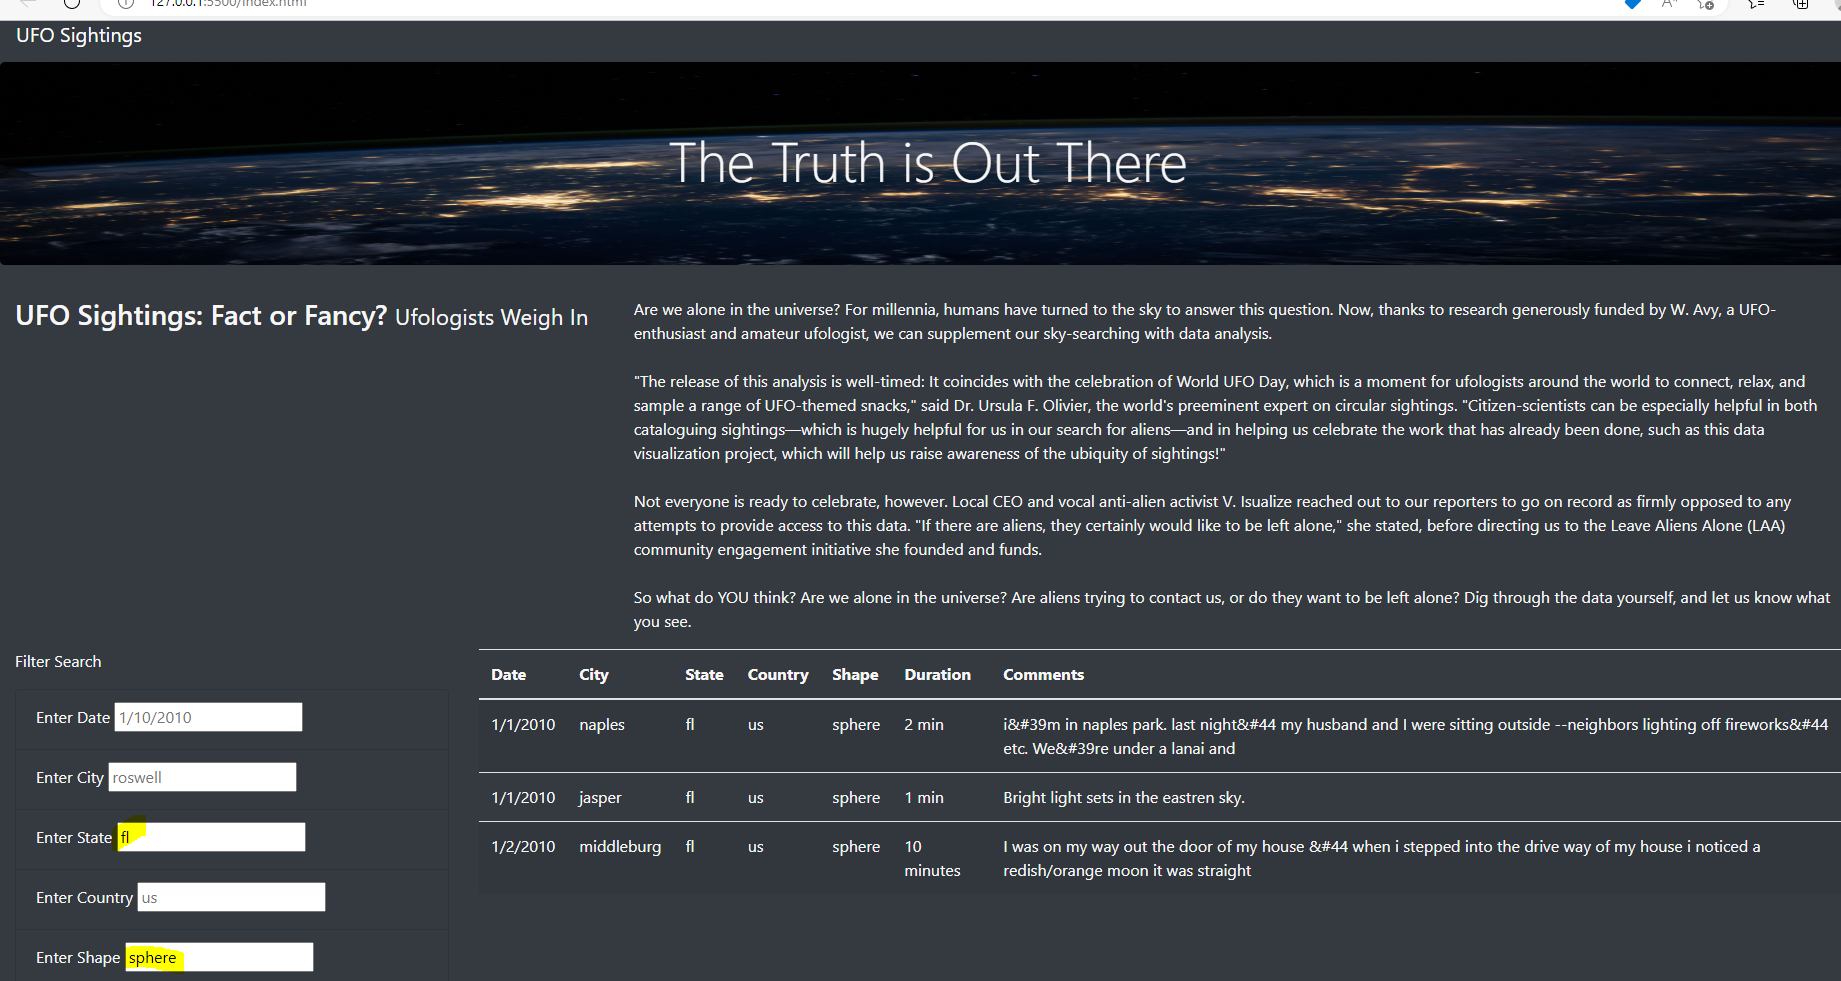 127.0.0.1:5500/index.html
UFO Sightings
The Truth is Out There
UFO Sightings: Fact or Fancy? Ufologists Weigh In
Are we alone in the universe? For millennia, humans have turned to the sky to answer this question. Now, thanks to research generously funded by W. Avy, a UFO-
enthusiast and amateur ufologist, we can supplement our sky-searching with data analysis.
"The release of this analysis is well-timed: It coincides with the celebration of World UFO Day, which is a moment for ufologists around the world to connect, relax, and
sample a range of UFO-themed snacks," said Dr. Ursula F. Olivier, the world's preeminent expert on circular sightings. "Citizen-scientists can be especially helpful in both
cataloguing sightings—which is hugely helpful for us in our search for aliens—and in helping us celebrate the work that has already been done, such as this data
visualization project, which will help us raise awareness of the ubiquity of sightings!"
Not everyone is ready to celebrate, however. Local CEO and vocal anti-alien activist V. Isualize reached out to our reporters to go on record as firmly opposed to any
attempts to provide access to this data. "If there are aliens, they certainly would like to be left alone," she stated, before directing us to the Leave Aliens Alone (LAA)
community engagement initiative she founded and funds.
So what do YOU think? Are we alone in the universe? Are aliens trying to contact us, or do they want to be left alone? Dig through the data yourself, and let us know what
you see.
Filter Search
Enter Date 1/10/2010
Enter City roswell
Enter State fl
Enter Country us
Enter Shape sphere
Date City State Country Shape Duration Comments
1/1/2010 naples fl us sphere 2 min i&#39m in naples park. last night&#44 my husband and I were sitting outside --neighbors lighting off fireworks&#44
etc. We&#39re under a lanai and
1/1/2010 jasper fl us sphere 1 min Bright light sets in the eastren sky.
1/2/2010 middleburg fl us sphere 10 I was on my way out the door of my house &#44 when i stepped into the drive way of my house i noticed a
minutes redish/orange moon it was straight